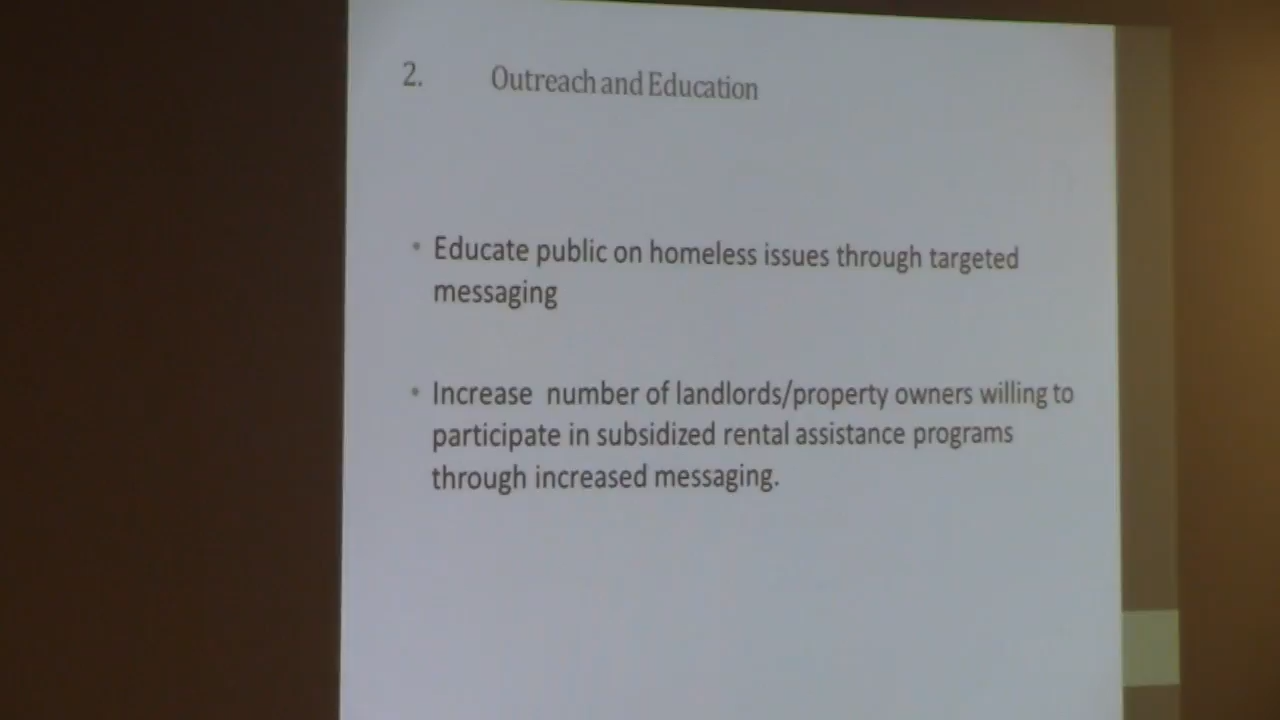 2. Outreach and Education
• Educate public on homeless issues through targeted
messaging
• Increase number of landlords/property owners willing to
participate in subsidized rental assistance programs
through increased messaging.